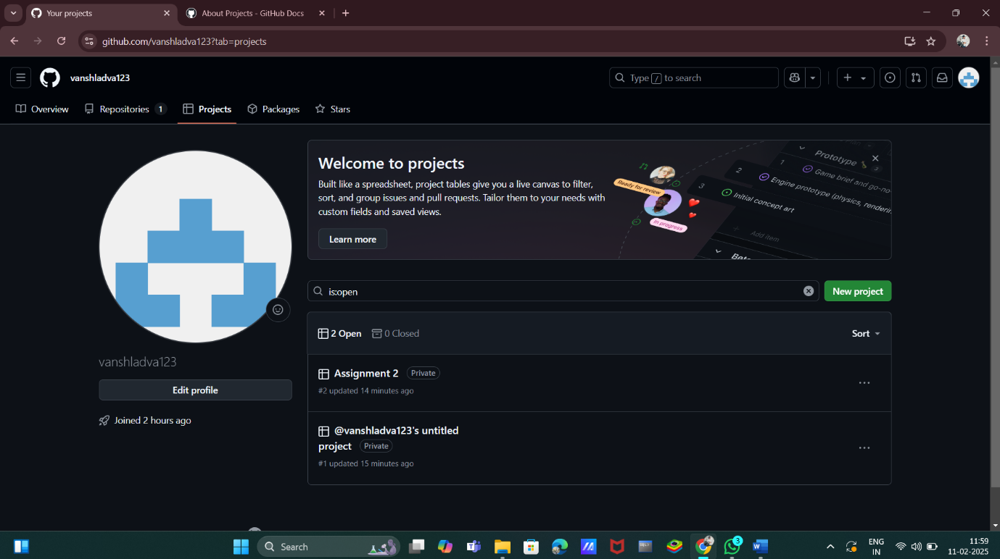 Your projects
About Projects - GitHub Docs
github.com/vanshladva123?tab=projects
vanshladva123
Type / to search
Overview
Repositories 1
Projects
Packages
Stars
Welcome to projects
Built like a spreadsheet, project tables give you a live canvas to filter,
sort, and group issues and pull requests. Tailor them to your needs with
custom fields and saved views.
Learn more
Ready for review
In progress
Prototype 2
1 Game brief and go-no
2 Engine prototype (physics, renderin
3 Initial concept art
Add item
Beta
is:open
New project
2 Open
0 Closed
Sort
Assignment 2 Private
#2 updated 14 minutes ago
@vanshladva123's untitled
project Private
#1 updated 15 minutes ago
vanshladva123
Edit profile
Joined 2 hours ago
Search
3
ENG
IN
11:59
11-02-2025